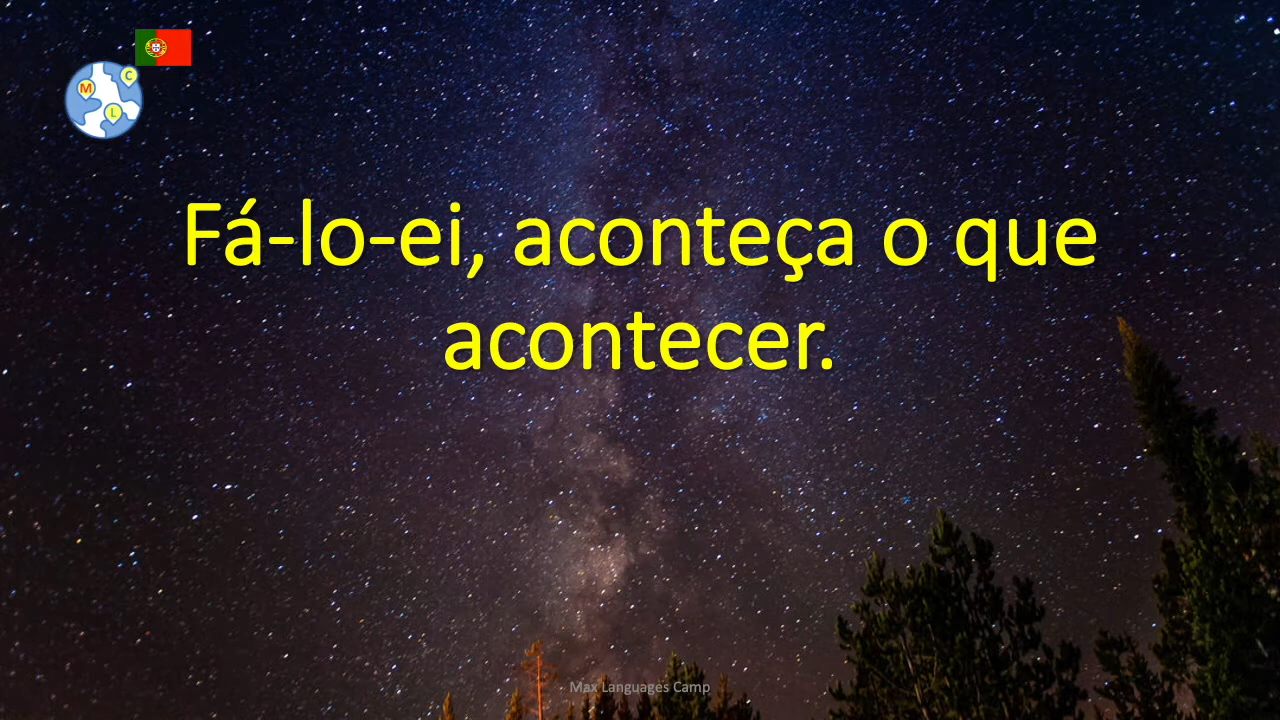 C
M
L
Fá-lo-ei, aconteça o que
acontecer.
Max Languages Camp